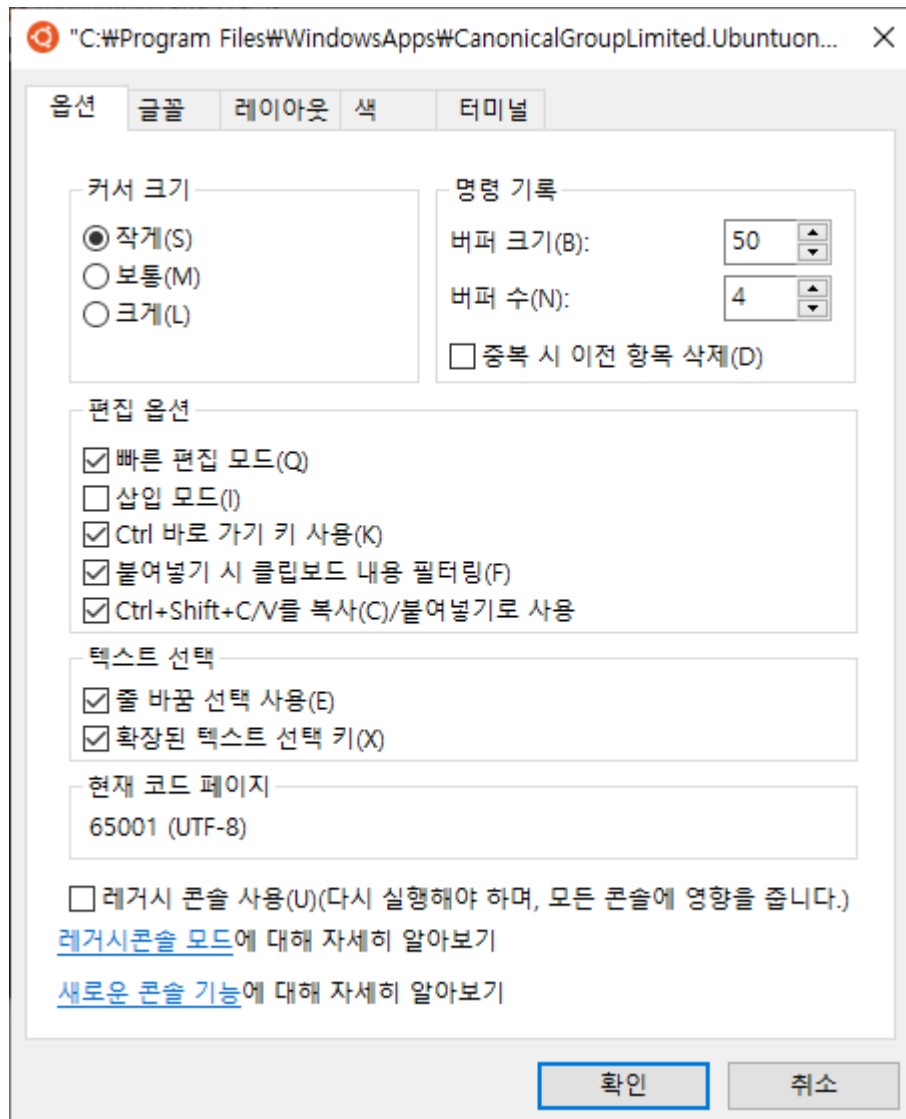 "C:₩Program Files₩WindowsApps₩CanonicalGroupLimited.Ubuntuon...
옵션 글꼴 레이아웃 색 터미널
커서 크기
작게(S)
보통(M)
크게(L)
명령 기록
버퍼 크기(B): 50
버퍼 수(N): 4
중복 시 이전 항목 삭제(D)
편집 옵션
빠른 편집 모드(Q)
삽입 모드(I)
Ctrl 바로 가기 키 사용(K)
붙여넣기 시 클립보드 내용 필터링(F)
Ctrl+Shift+C/V를 복사(C)/붙여넣기로 사용
텍스트 선택
줄 바꿈 선택 사용(E)
확장된 텍스트 선택 키(X)
현재 코드 페이지
65001 (UTF-8)
레거시 콘솔 사용(U)(다시 실행해야 하며, 모든 콘솔에 영향을 줍니다.)
레거시콘솔 모드에 대해 자세히 알아보기
새로운 콘솔 기능에 대해 자세히 알아보기
확인 취소